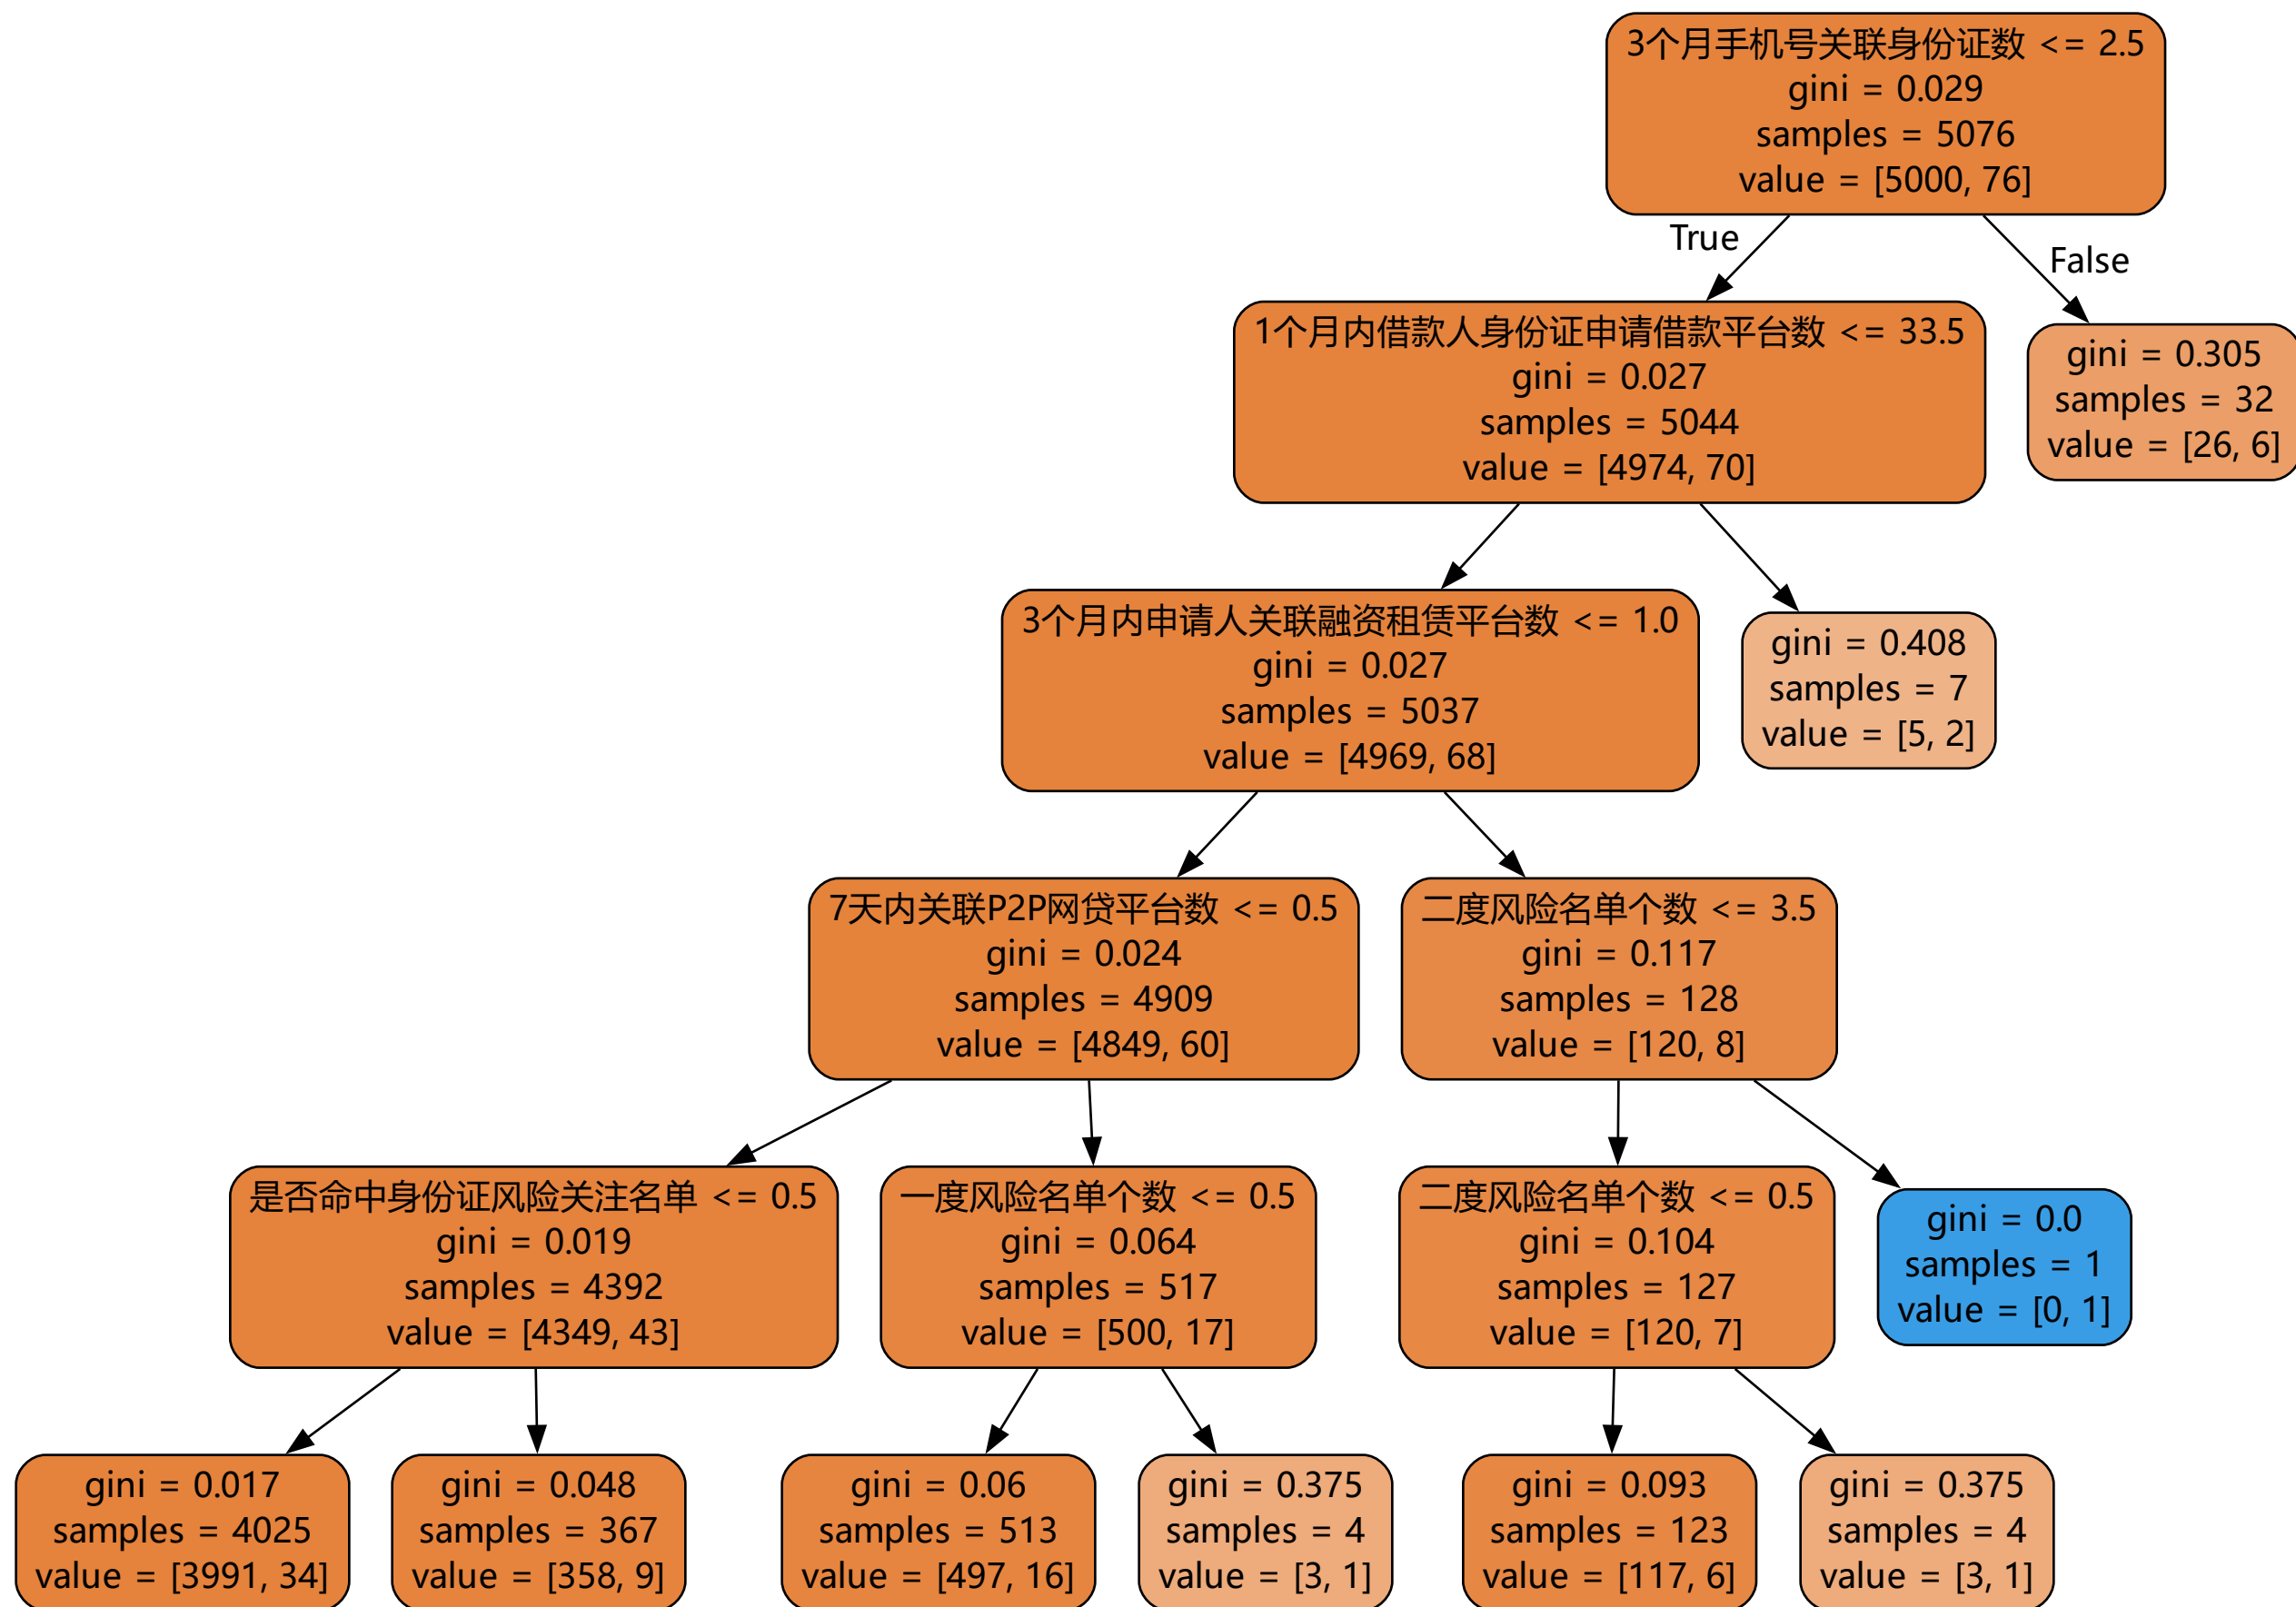 3个月手机号关联身份证数 <= 2.5
gini = 0.029
samples = 5076
value = [5000, 76]
True
False
1个月内借款人身份证申请借款平台数 <= 33.5
gini = 0.027
samples = 5044
value = [4974, 70]
gini = 0.305
samples = 32
value = [26, 6]
3个月内申请人关联融资租赁平台数 <= 1.0
gini = 0.027
samples = 5037
value = [4969, 68]
gini = 0.408
samples = 7
value = [5, 2]
7天内关联P2P网贷平台数 <= 0.5
gini = 0.024
samples = 4909
value = [4849, 60]
二度风险名单个数 <= 3.5
gini = 0.117
samples = 128
value = [120, 8]
是否命中身份证风险关注名单 <= 0.5
gini = 0.019
samples = 4392
value = [4349, 43]
一度风险名单个数 <= 0.5
gini = 0.064
samples = 517
value = [500, 17]
二度风险名单个数 <= 0.5
gini = 0.104
samples = 127
value = [120, 7]
gini = 0.0
samples = 1
value = [0, 1]
gini = 0.017
samples = 4025
value = [3991, 34]
gini = 0.048
samples = 367
value = [358, 9]
gini = 0.06
samples = 513
value = [497, 16]
gini = 0.375
samples = 4
value = [3, 1]
gini = 0.093
samples = 123
value = [117, 6]
gini = 0.375
samples = 4
value = [3, 1]